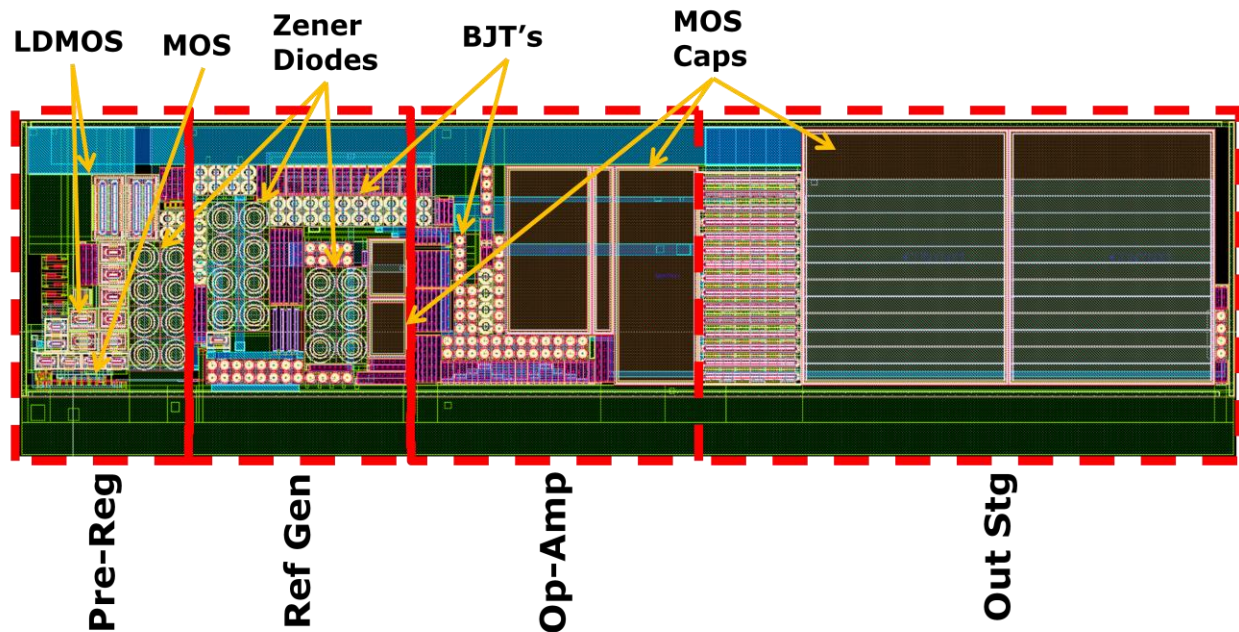 LDMOS
MOS
Zener
Diodes
BJT's
MOS
Caps
Pre-Reg
Ref Gen
Op-Amp
Out Stg